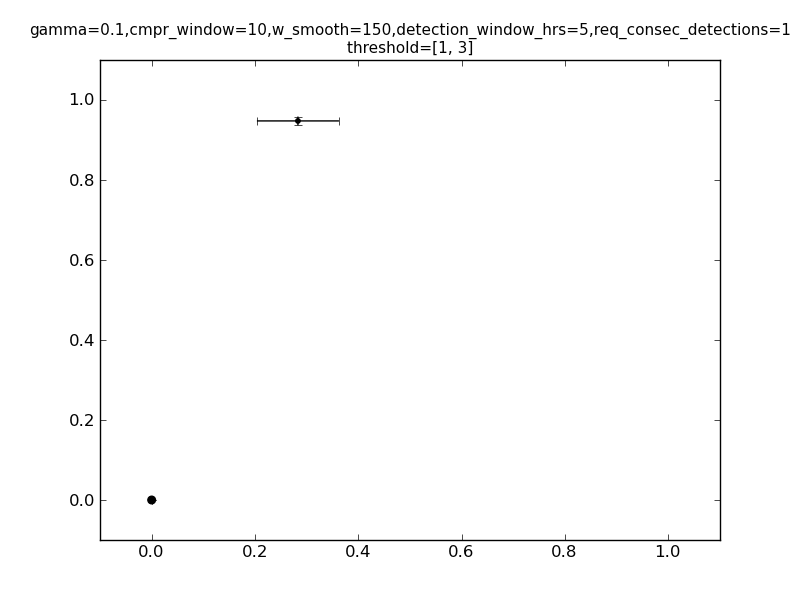 gamma=0.1,cmpr_window=10,w_smooth=150,detection_window_hrs=5,req_consec_detections=1
threshold=[1, 3]
1.0
0.8
0.6
0.4
0.2
0.0
0.0 0.2 0.4 0.6 0.8 1.0